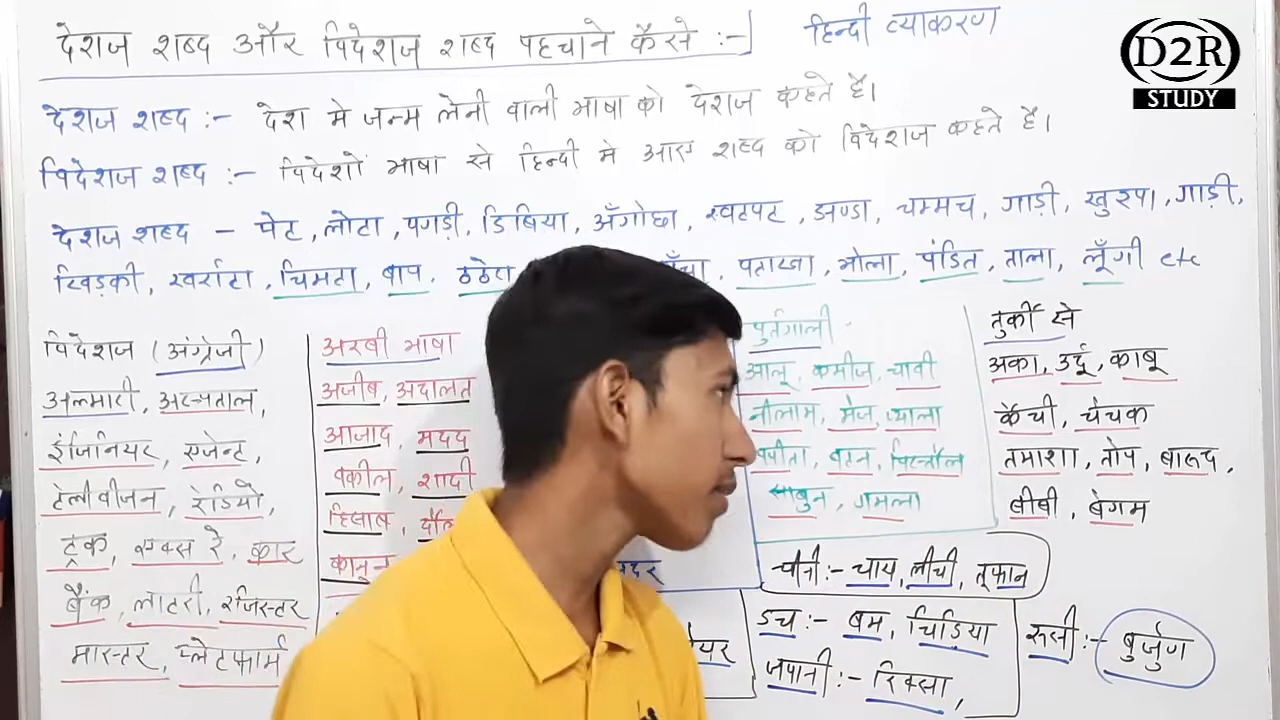 देशज शब्द और विदेशज शब्द पहचाने कैसे :-
हिन्दी व्याकरण
D2R
STUDY
देशज शब्द :- देश मे जन्म लेनी वाली भाषा को देशज कहते है।
विदेशज शब्द :- विदेशों भाषा से हिन्दी मे आए शब्द को विदेशज कहते हैं।
देशज शब्द - पेट, लोटा, पगड़ी, डिबिया, अँगोछा, खटपट, झण्डा, चम्मच, गाड़ी, खुरपा, गाड़ी,
खिड़की, खर्राटा, चिमटा, बाप, ठठेरा पटाखा, भोला, पंडित, ताला, लूँगी etc
विदेशज (अंग्रेजी)
अलमारी, अस्पताल,
इंजिनियर, एजेन्ट,
टेलीवीजन, रेडियो,
ट्रक, एक्स रे, कार
बैंक, लाटरी, रजिस्टर
मास्टर, प्लेटफार्म
अरबी भाषा
अजीब, अदालत
आजाद, मदद
वकील, शादी
हिसाब,
कानून
पुर्तगाली
आलू, कमीज, चाबी
नीलाम, मेज, प्याला
पपीता, बटन, पिस्तौल
साबुन, गमला
तुर्की से
अका, उर्दू, काबू
कैंची, चेचक
तमाशा, तोप, बारूद,
बीबी, बेगम
चीनी :- चाय, लीची, तूफान
डच :- बम, चिडिया
जपानी :- रिक्सा,
रूसी :- बुर्जुग